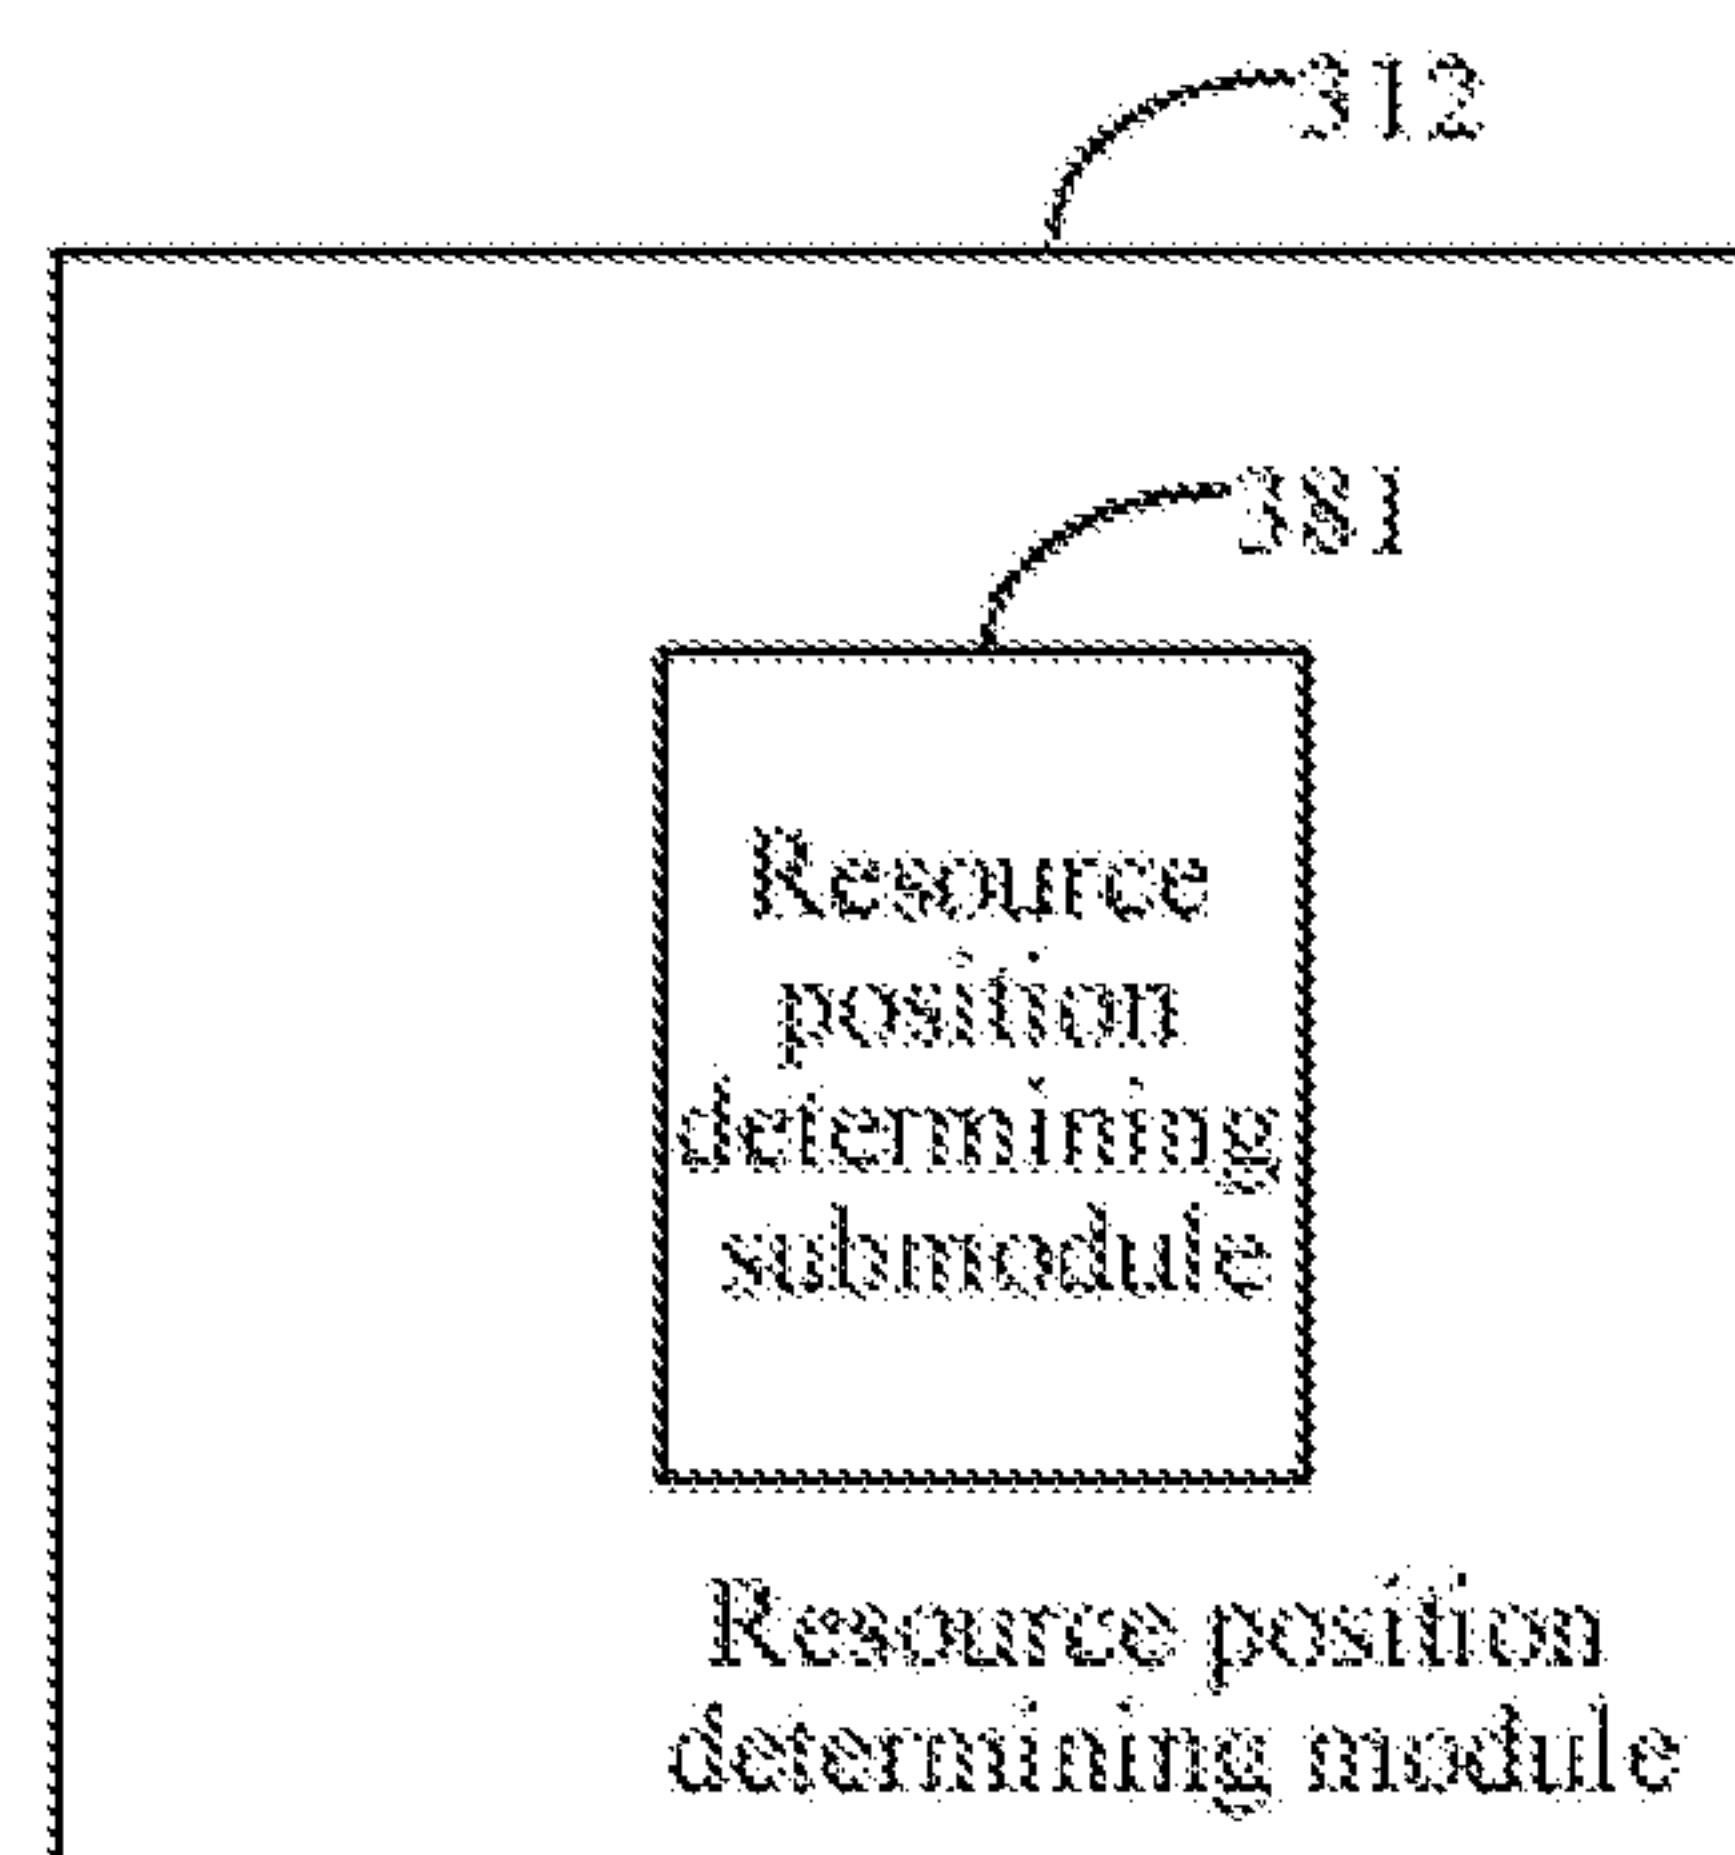 312
381
Resource
position
determining
submodule
Resource position
determining module